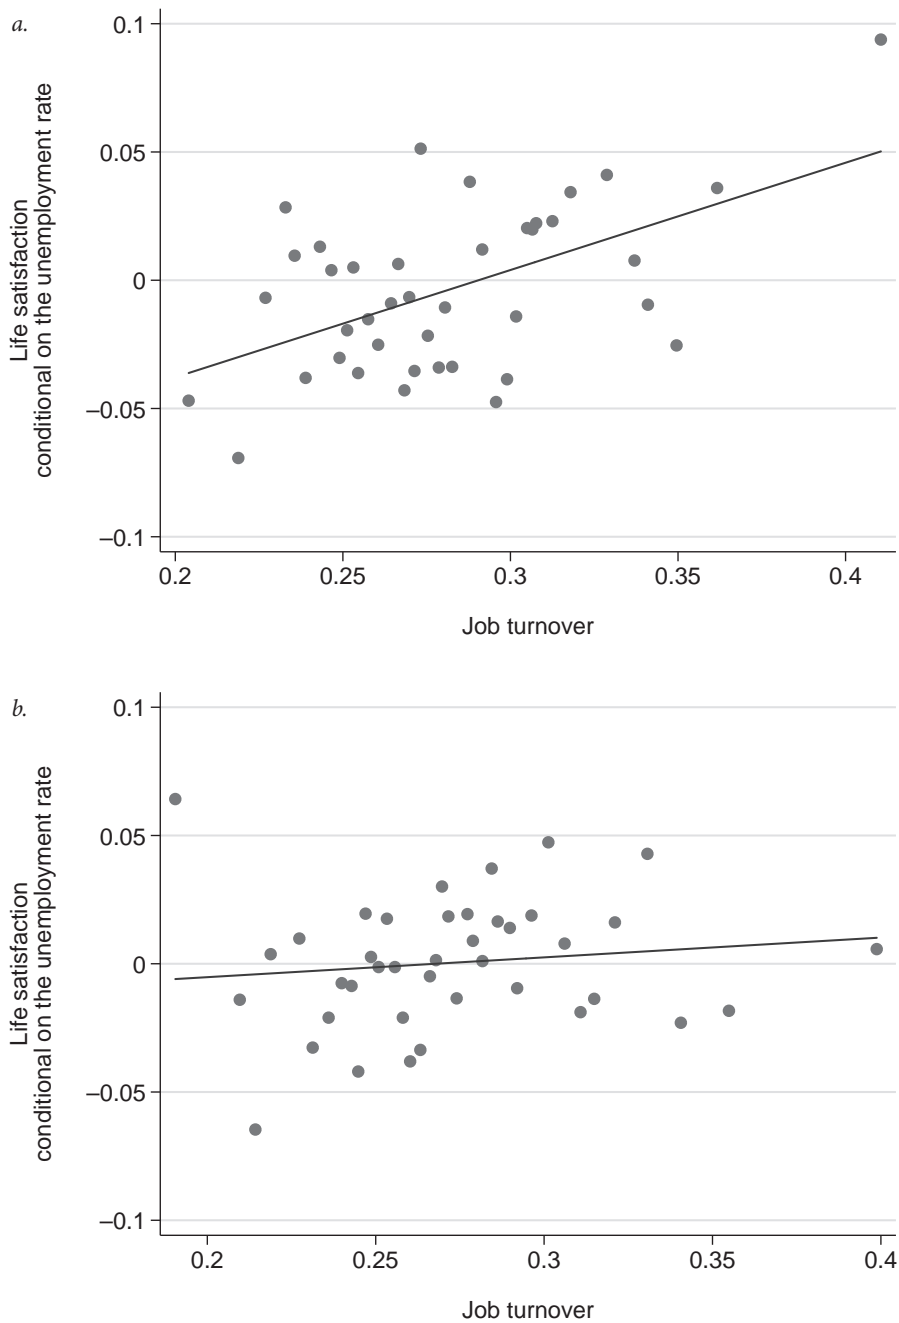 a.
Life satisfaction
conditional on the unemployment rate
0.1
0.05
0
–0.05
–0.1
0.2 0.25 0.3 0.35 0.4
Job turnover
b.
Life satisfaction
conditional on the unemployment rate
0.1
0.05
0
–0.05
–0.1
0.2 0.25 0.3 0.35 0.4
Job turnover